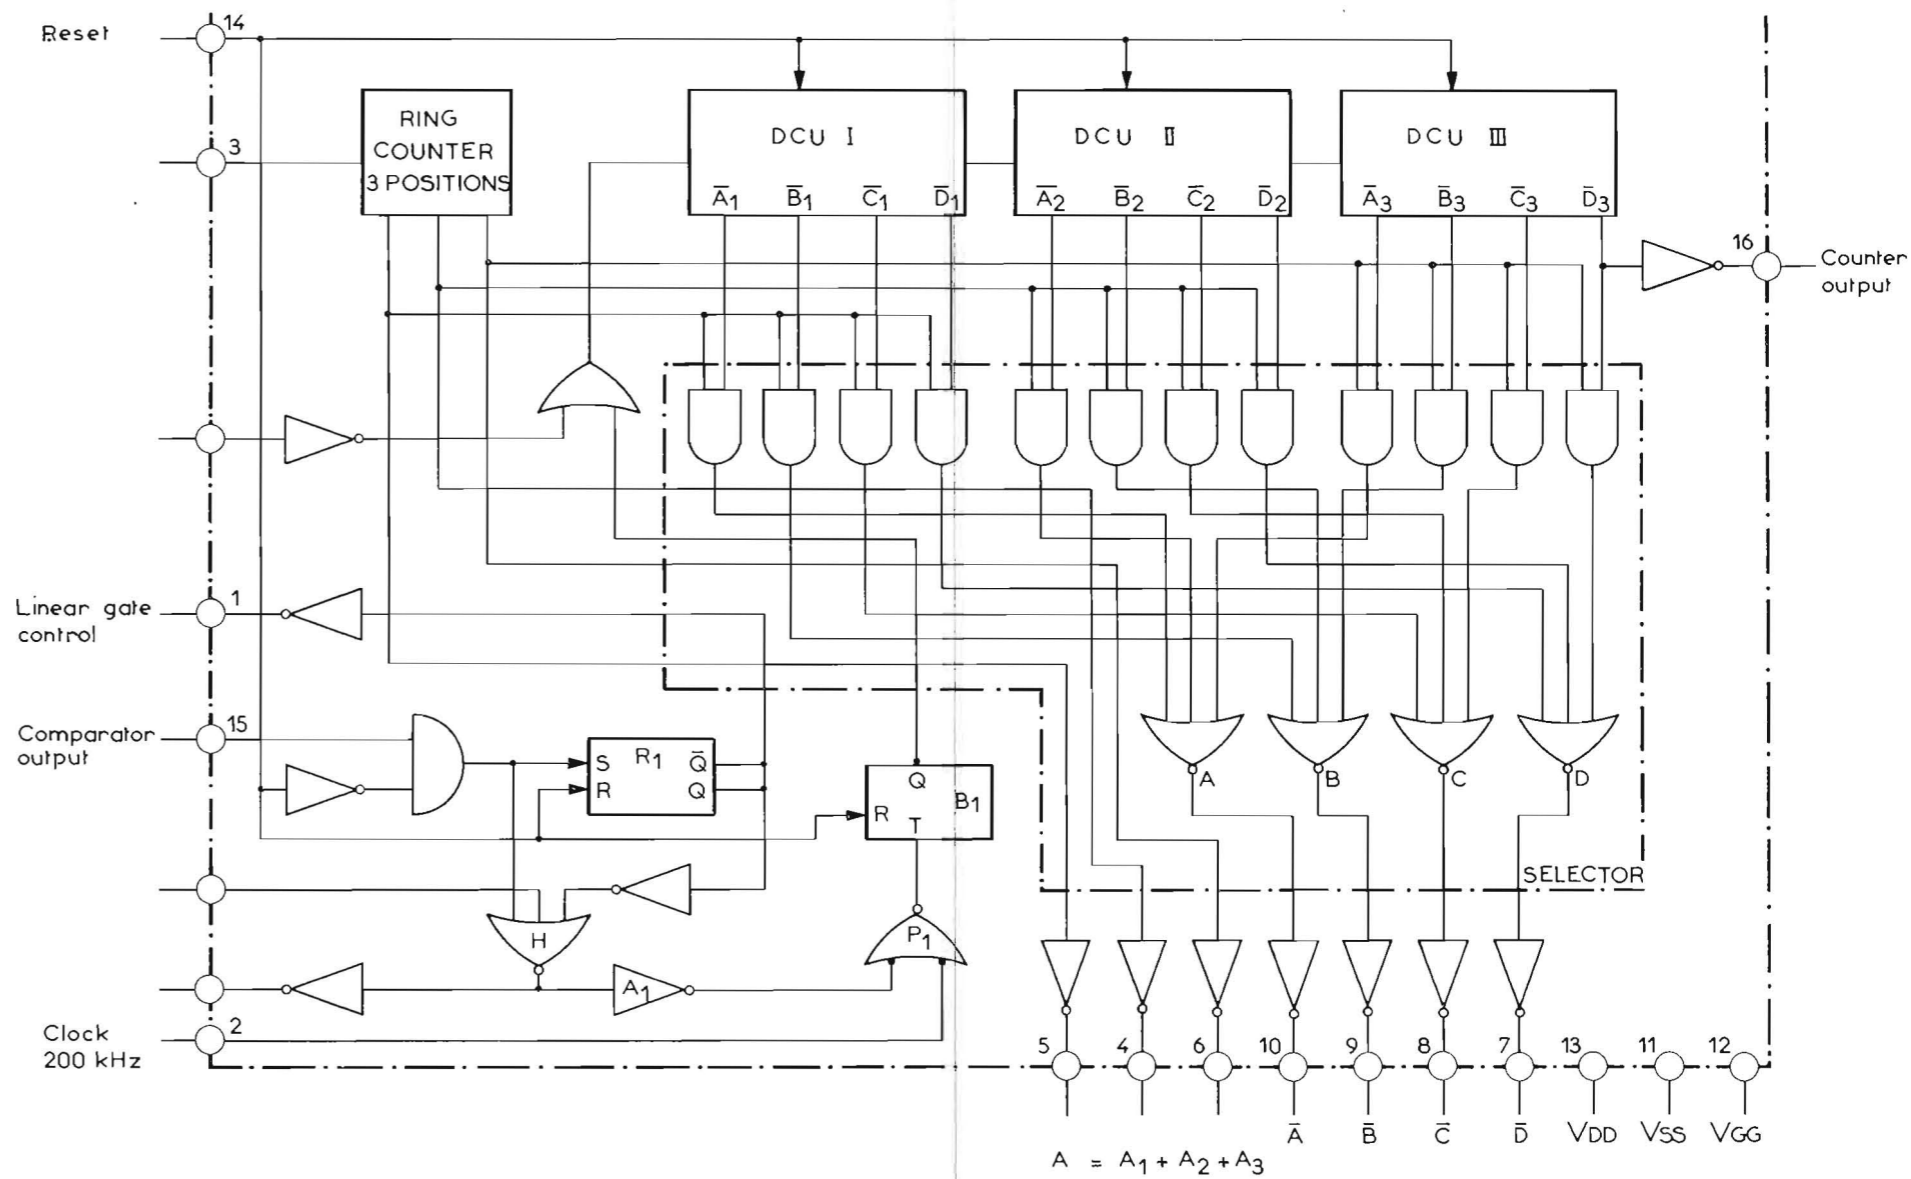 Reset
14
3
RING
COUNTER
3 POSITIONS
DCU I
A̅1 B̅1 C̅1 D̅1
DCU II
A̅2 B̅2 C̅2 D̅2
DCU III
A̅3 B̅3 C̅3 D̅3
16
Counter
output
Linear gate
control
1
Comparator
output
15
S R1 Q̅
R Q
Q
R B1
T
A
B
C
D
SELECTOR
H
P1
A1
Clock
200 kHz
2
5
4
6
10
9
8
7
13
11
12
A̅
B̅
C̅
D̅
VDD
VSS
VGG
A = A1 + A2 + A3